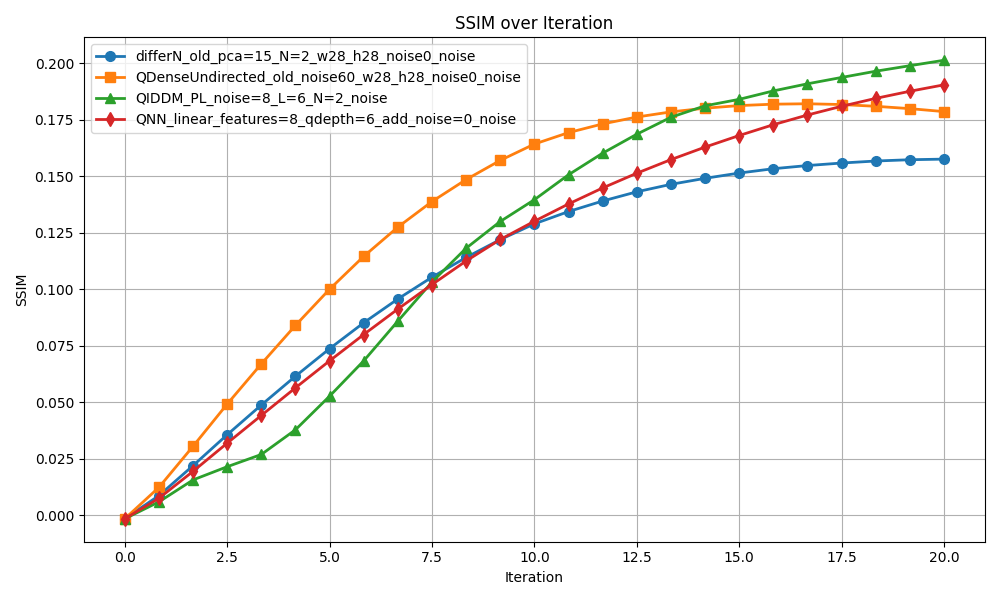 SSIM over Iteration
differN_old_pca=15_N=2_w28_h28_noise0_noise
QDenseUndirected_old_noise60_w28_h28_noise0_noise
QIDDM_PL_noise=8_L=6_N=2_noise
QNN_linear_features=8_qdepth=6_add_noise=0_noise
SSIM
0.200
0.175
0.150
0.125
0.100
0.075
0.050
0.025
0.000
0.0 2.5 5.0 7.5 10.0 12.5 15.0 17.5 20.0
Iteration